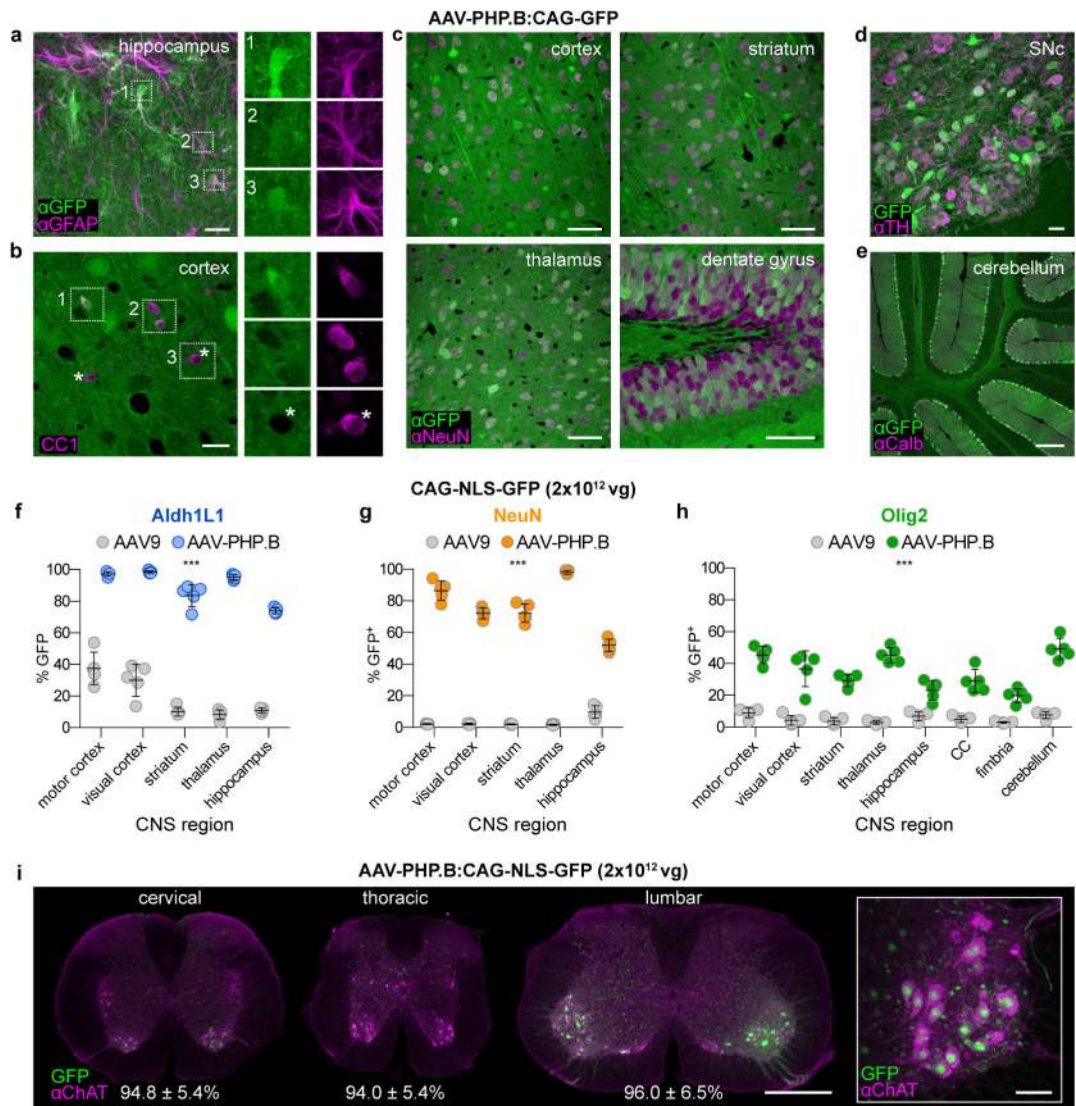 AAV-PHP.B:CAG-GFP
a
hippocampus
1
2
3
αGFP
αGFAP
1
2
3
b
cortex
1
2
3
*
*
CC1
*
*
c
cortex
striatum
thalamus
dentate gyrus
αGFP
αNeuN
d
SNc
GFP
αTH
e
cerebellum
αGFP
αCalb
CAG-NLS-GFP (2x10¹² vg)
f
Aldh1L1
AAV9 AAV-PHP.B
***
% GFP
100
80
60
40
20
0
motor cortex
visual cortex
striatum
thalamus
hippocampus
CNS region
g
NeuN
AAV9 AAV-PHP.B
***
% GFP⁺
100
80
60
40
20
0
motor cortex
visual cortex
striatum
thalamus
hippocampus
CNS region
h
Olig2
AAV9 AAV-PHP.B
***
% GFP⁺
100
80
60
40
20
0
motor cortex
visual cortex
striatum
thalamus
hippocampus
CC
fimbria
cerebellum
CNS region
AAV-PHP.B:CAG-NLS-GFP (2x10¹² vg)
i
cervical
thoracic
lumbar
GFP
αChAT
94.8 ± 5.4%
94.0 ± 5.4%
96.0 ± 6.5%
GFP
αChAT